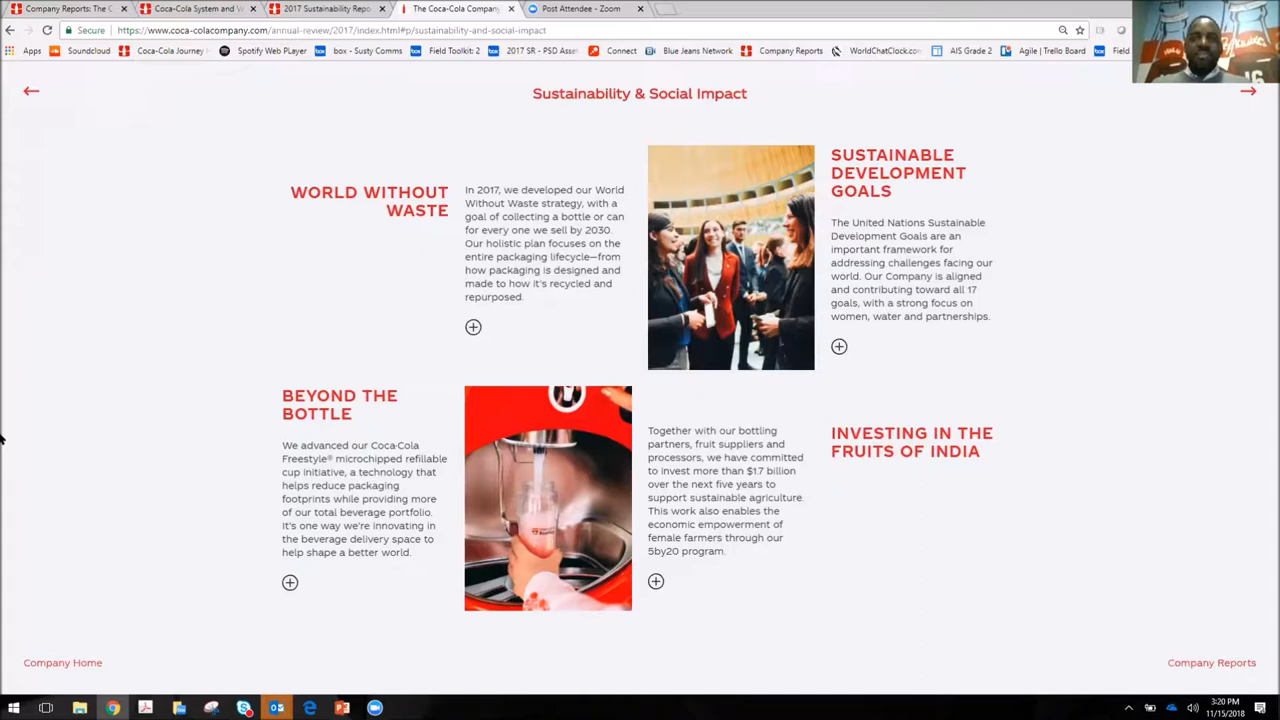 Company Reports: The C
Coca-Cola System and V
2017 Sustainability Repo
The Coca-Cola Company
Post Attendee - Zoom
Secure
https://www.coca-colacompany.com/annual-review/2017/index.html#p/sustainability-and-social-impact
Apps
Soundcloud
Coca-Cola Journey
Spotify Web PLayer
box - Susty Comms
Field Toolkit: 2
2017 SR - PSD Asset
Connect
Blue Jeans Network
Company Reports
WorldChatClock.com
AIS Grade 2
Agile | Trello Board
Field
Sustainability & Social Impact
WORLD WITHOUT
WASTE
In 2017, we developed our World
Without Waste strategy, with a
goal of collecting a bottle or can
for every one we sell by 2030.
Our holistic plan focuses on the
entire packaging lifecycle—from
how packaging is designed and
made to how it's recycled and
repurposed.
SUSTAINABLE
DEVELOPMENT
GOALS
The United Nations Sustainable
Development Goals are an
important framework for
addressing challenges facing our
world. Our Company is aligned
and contributing toward all 17
goals, with a strong focus on
women, water and partnerships.
BEYOND THE
BOTTLE
We advanced our Coca-Cola
Freestyle® microchipped refillable
cup initiative, a technology that
helps reduce packaging
footprints while providing more
of our total beverage portfolio.
It's one way we're innovating in
the beverage delivery space to
help shape a better world.
Together with our bottling
partners, fruit suppliers and
processors, we have committed
to invest more than $1.7 billion
over the next five years to
support sustainable agriculture.
This work also enables the
economic empowerment of
female farmers through our
5by20 program.
INVESTING IN THE
FRUITS OF INDIA
Company Home
Company Reports
3:20 PM
11/15/2018